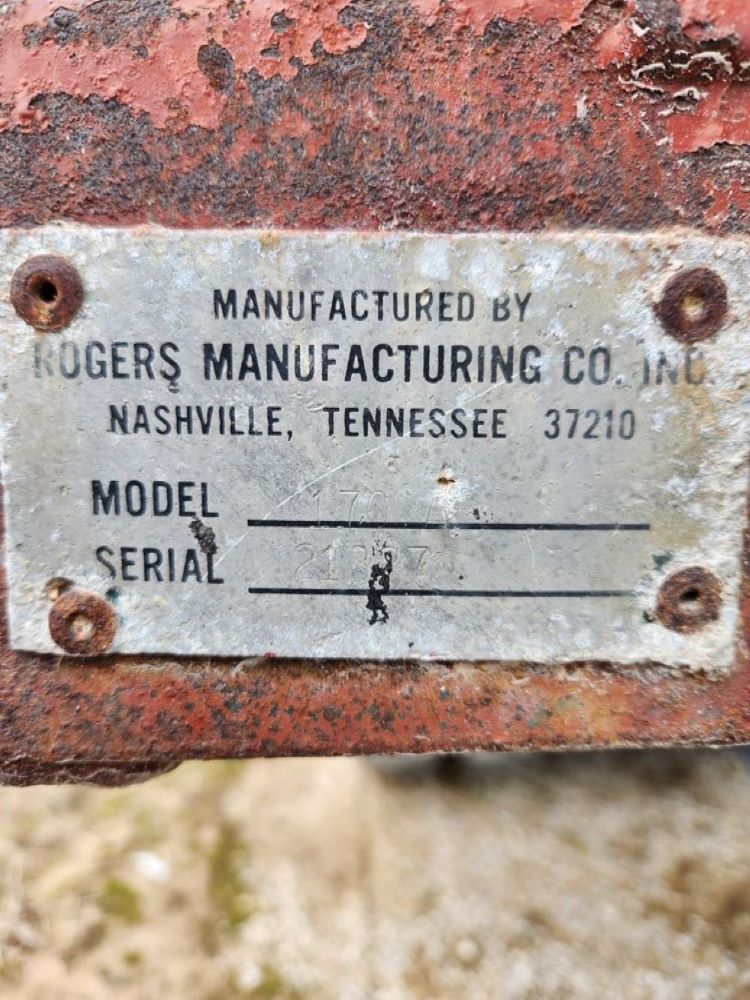 MANUFACTURED BY
ROGERS MANUFACTURING CO. INC.
NASHVILLE, TENNESSEE 37210
MODEL
SERIAL